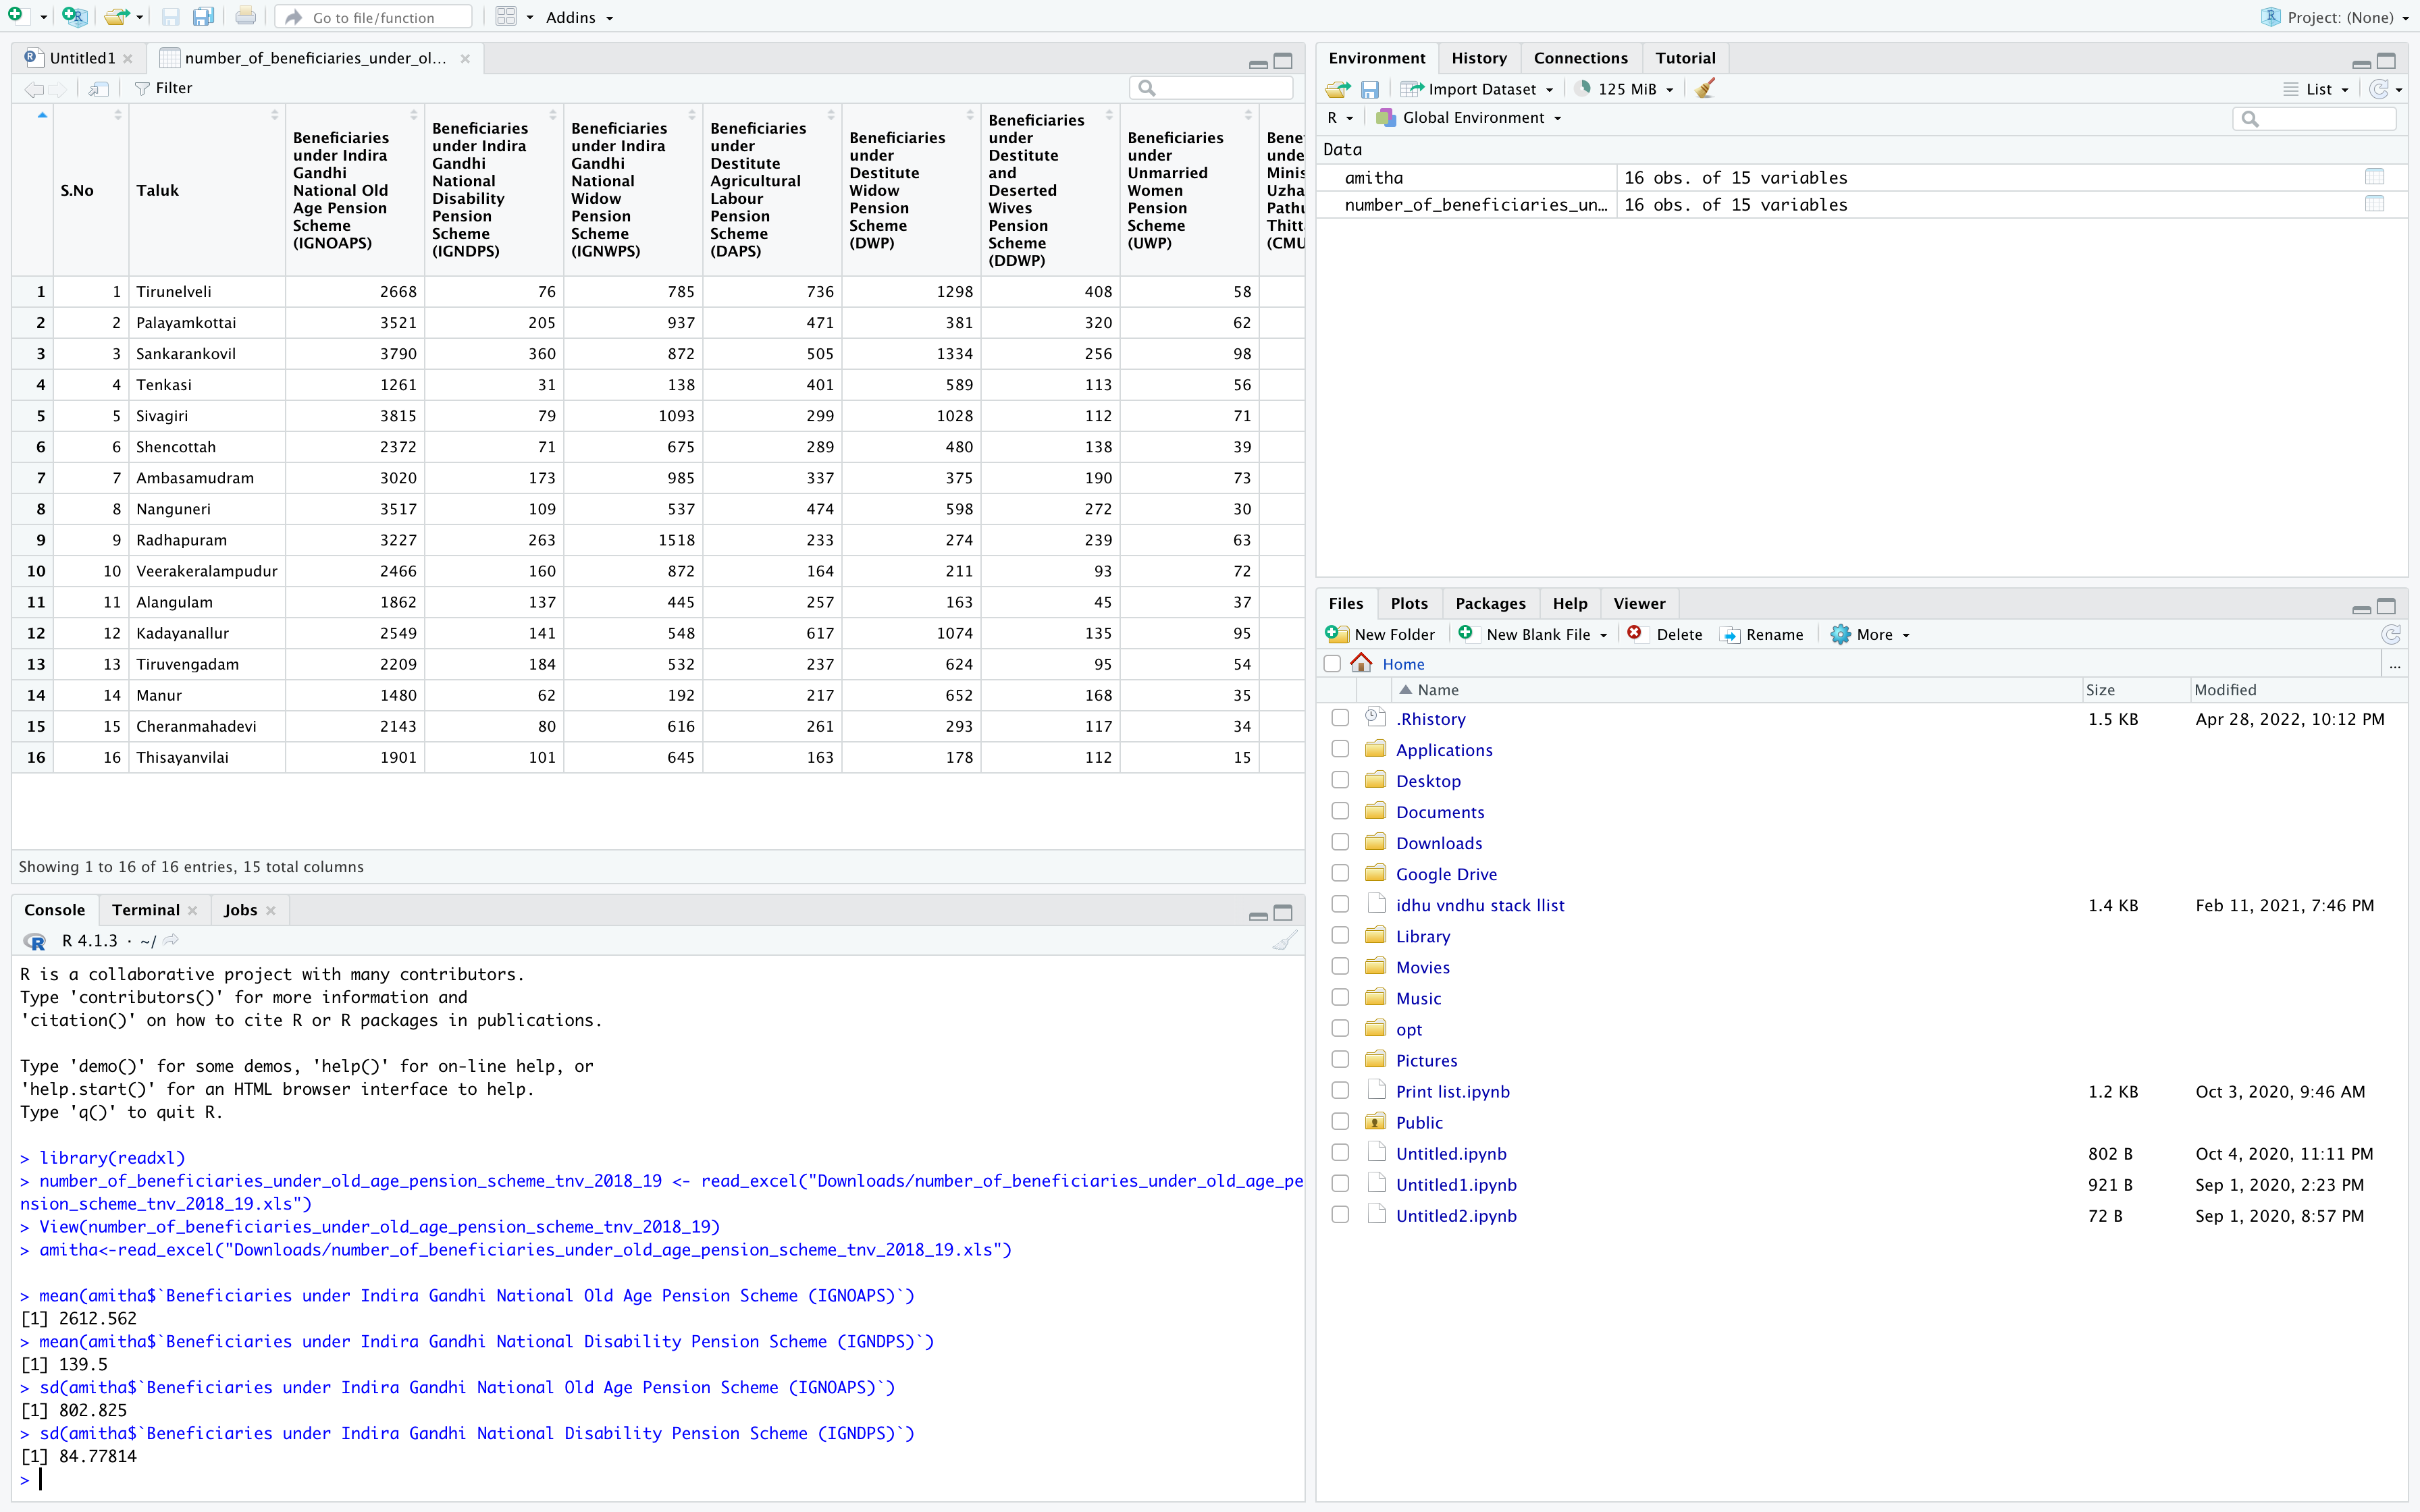 Go to file/function Addins Project: (None)
Untitled1 number_of_beneficiaries_under_ol...
Filter
S.No Taluk Beneficiaries under Indira Gandhi National Old Age Pension Scheme (IGNOAPS) Beneficiaries under Indira Gandhi National Disability Pension Scheme (IGNDPS) Beneficiaries under Indira Gandhi National Widow Pension Scheme (IGNWPS) Beneficiaries under Destitute Agricultural Labour Pension Scheme (DAPS) Beneficiaries under Destitute Widow Pension Scheme (DWP) Beneficiaries under Destitute and Deserted Wives Pension Scheme (DDWP) Beneficiaries under Unmarried Women Pension Scheme (UWP) Bene unde Minis Uzha Pathu Thitt (CMU
1 1 Tirunelveli 2668 76 785 736 1298 408 58
2 2 Palayamkottai 3521 205 937 471 381 320 62
3 3 Sankarankovil 3790 360 872 505 1334 256 98
4 4 Tenkasi 1261 31 138 401 589 113 56
5 5 Sivagiri 3815 79 1093 299 1028 112 71
6 6 Shencottah 2372 71 675 289 480 138 39
7 7 Ambasamudram 3020 173 985 337 375 190 73
8 8 Nanguneri 3517 109 537 474 598 272 30
9 9 Radhapuram 3227 263 1518 233 274 239 63
10 10 Veerakeralampudur 2466 160 872 164 211 93 72
11 11 Alangulam 1862 137 445 257 163 45 37
12 12 Kadayanallur 2549 141 548 617 1074 135 95
13 13 Tiruvengadam 2209 184 532 237 624 95 54
14 14 Manur 1480 62 192 217 652 168 35
15 15 Cheranmahadevi 2143 80 616 261 293 117 34
16 16 Thisayanvilai 1901 101 645 163 178 112 15
Showing 1 to 16 of 16 entries, 15 total columns
Console Terminal Jobs
R 4.1.3 · ~/
R is a collaborative project with many contributors.
Type 'contributors()' for more information and
'citation()' on how to cite R or R packages in publications.
Type 'demo()' for some demos, 'help()' for on-line help, or
'help.start()' for an HTML browser interface to help.
Type 'q()' to quit R.
> library(readxl)
> number_of_beneficiaries_under_old_age_pension_scheme_tnv_2018_19 <- read_excel("Downloads/number_of_beneficiaries_under_old_age_pe
nsion_scheme_tnv_2018_19.xls")
> View(number_of_beneficiaries_under_old_age_pension_scheme_tnv_2018_19)
> amitha<-read_excel("Downloads/number_of_beneficiaries_under_old_age_pension_scheme_tnv_2018_19.xls")
> mean(amitha$`Beneficiaries under Indira Gandhi National Old Age Pension Scheme (IGNOAPS)`)
[1] 2612.562
> mean(amitha$`Beneficiaries under Indira Gandhi National Disability Pension Scheme (IGNDPS)`)
[1] 139.5
> sd(amitha$`Beneficiaries under Indira Gandhi National Old Age Pension Scheme (IGNOAPS)`)
[1] 802.825
> sd(amitha$`Beneficiaries under Indira Gandhi National Disability Pension Scheme (IGNDPS)`)
[1] 84.77814
>
Environment History Connections Tutorial
Import Dataset 125 MiB List
R Global Environment
Data
amitha 16 obs. of 15 variables
number_of_beneficiaries_un... 16 obs. of 15 variables
Files Plots Packages Help Viewer
New Folder New Blank File Delete Rename More
Home ...
Name Size Modified
.Rhistory 1.5 KB Apr 28, 2022, 10:12 PM
Applications
Desktop
Documents
Downloads
Google Drive
idhu vndhu stack llist 1.4 KB Feb 11, 2021, 7:46 PM
Library
Movies
Music
opt
Pictures
Print list.ipynb 1.2 KB Oct 3, 2020, 9:46 AM
Public
Untitled.ipynb 802 B Oct 4, 2020, 11:11 PM
Untitled1.ipynb 921 B Sep 1, 2020, 2:23 PM
Untitled2.ipynb 72 B Sep 1, 2020, 8:57 PM